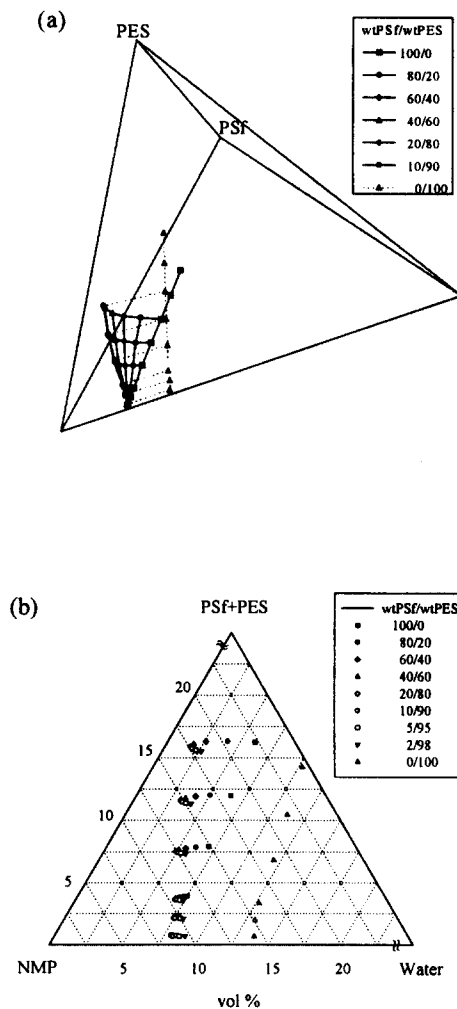 (a)
PES
PSf
wtPSf/wtPES
100/0
80/20
60/40
40/60
20/80
10/90
0/100
(b)
PSf+PES
wtPSf/wtPES
100/0
80/20
60/40
40/60
20/80
10/90
5/95
2/98
0/100
20
15
10
5
NMP 5 10 15 20 Water
vol %